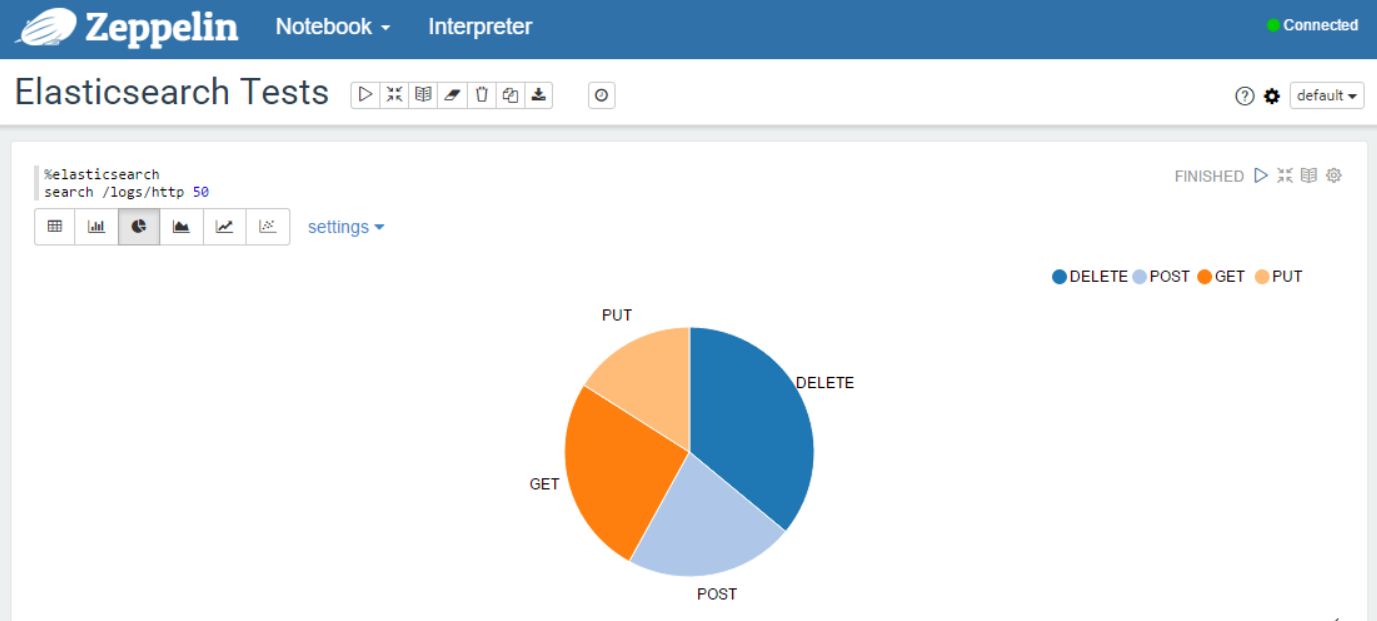 Zeppelin Notebook Interpreter Connected
Elasticsearch Tests default
%elasticsearch
search /logs/http 50
FINISHED
settings
DELETE POST GET PUT
PUT
DELETE
GET
POST